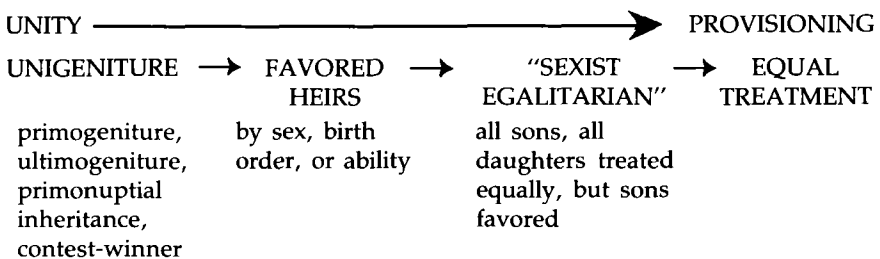 UNITY → PROVISIONING
UNIGENITURE → FAVORED HEIRS → "SEXIST EGALITARIAN" → EQUAL TREATMENT
primogeniture,
ultimogeniture,
primonuptial
inheritance,
contest-winner
by sex, birth
order, or ability
all sons, all
daughters treated
equally, but sons
favored